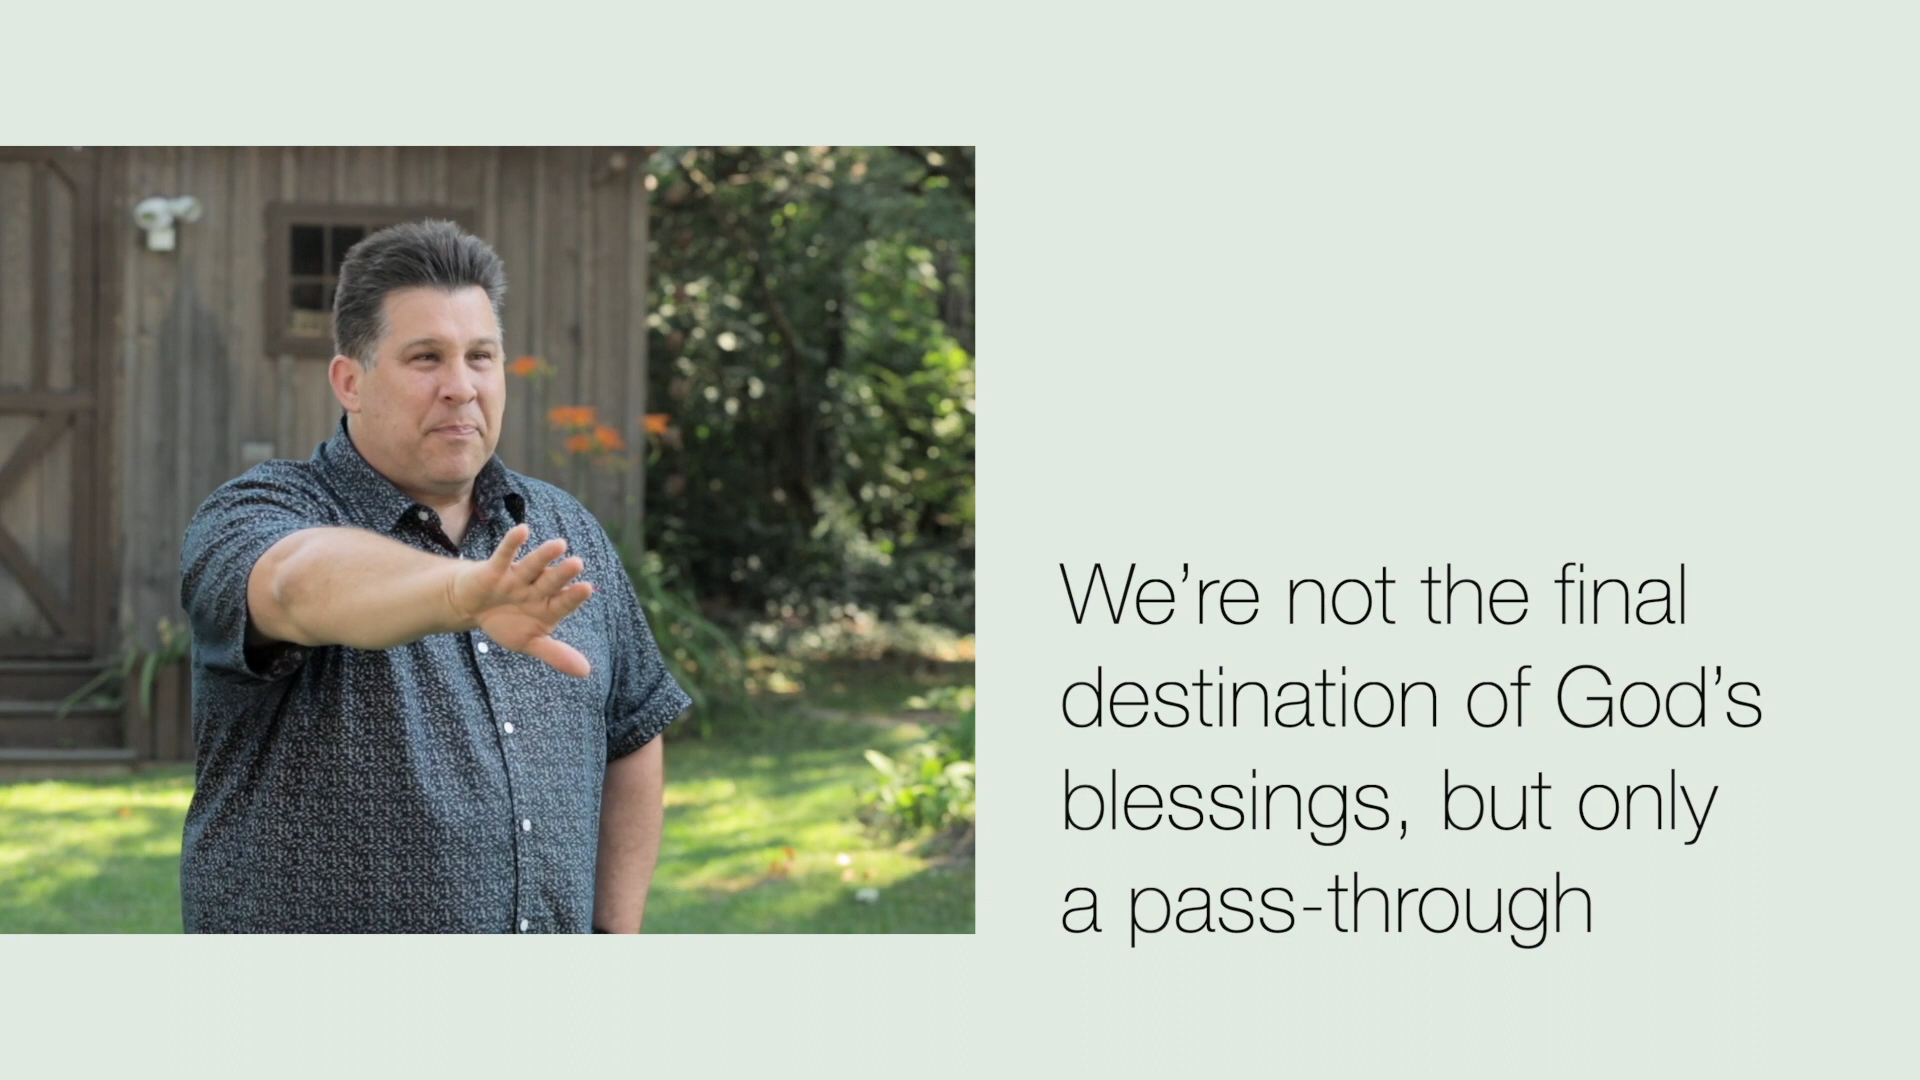 We’re not the final
destination of God’s
blessings, but only
a pass-through